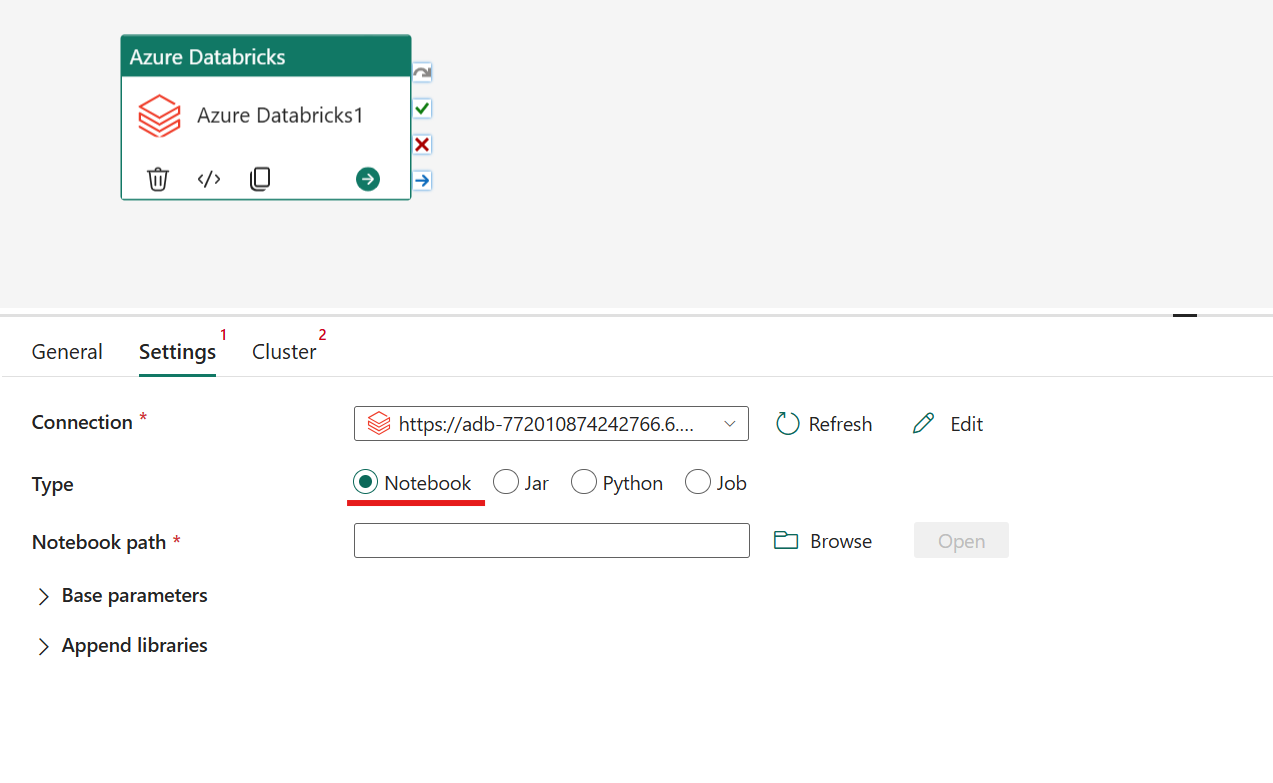 Azure Databricks
Azure Databricks1
General Settings 1 Cluster 2
Connection * https://adb-772010874242766.6.... Refresh Edit
Type Notebook Jar Python Job
Notebook path * Browse Open
Base parameters
Append libraries